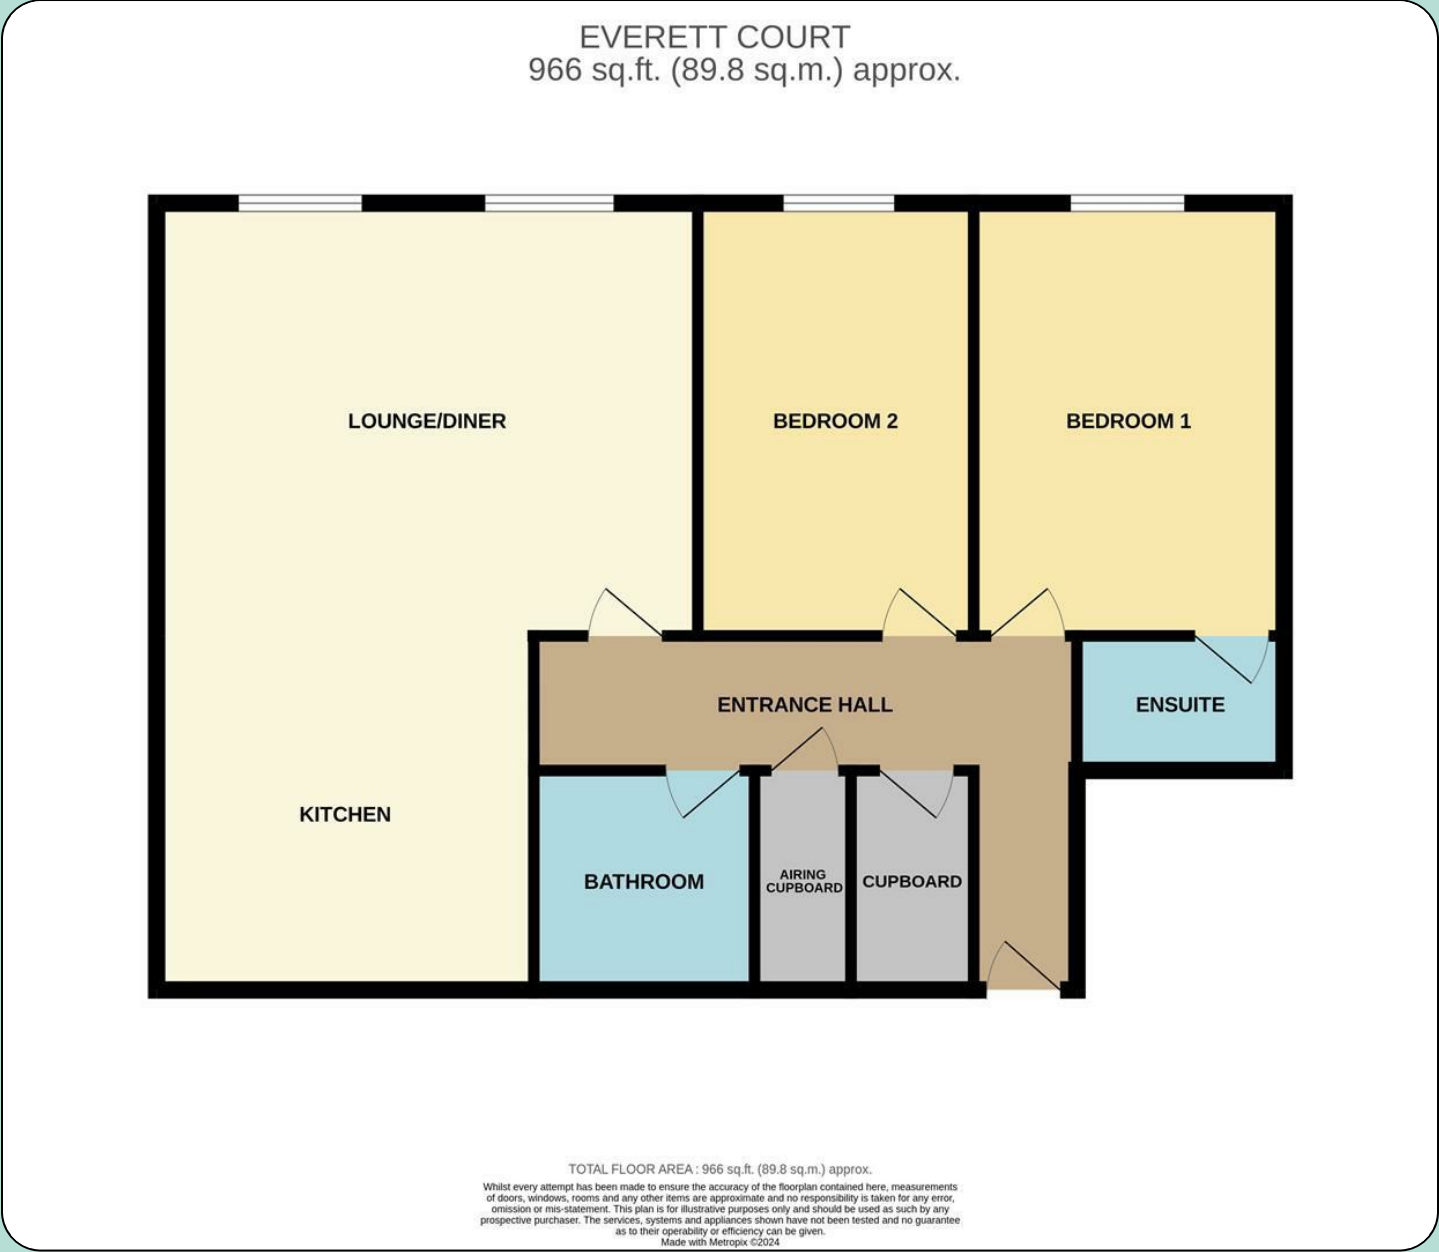 EVERETT COURT
966 sq.ft. (89.8 sq.m.) approx.
LOUNGE/DINER
BEDROOM 2
BEDROOM 1
ENTRANCE HALL
ENSUITE
KITCHEN
BATHROOM
AIRING
CUPBOARD
CUPBOARD
TOTAL FLOOR AREA : 966 sq.ft. (89.8 sq.m.) approx.
Whilst every attempt has been made to ensure the accuracy of the floorplan contained here, measurements
of doors, windows, rooms and any other items are approximate and no responsibility is taken for any error,
omission or mis-statement. This plan is for illustrative purposes only and should be used as such by any
prospective purchaser. The services, systems and appliances shown have not been tested and no guarantee
as to their operability or efficiency can be given.
Made with Metropix ©2024